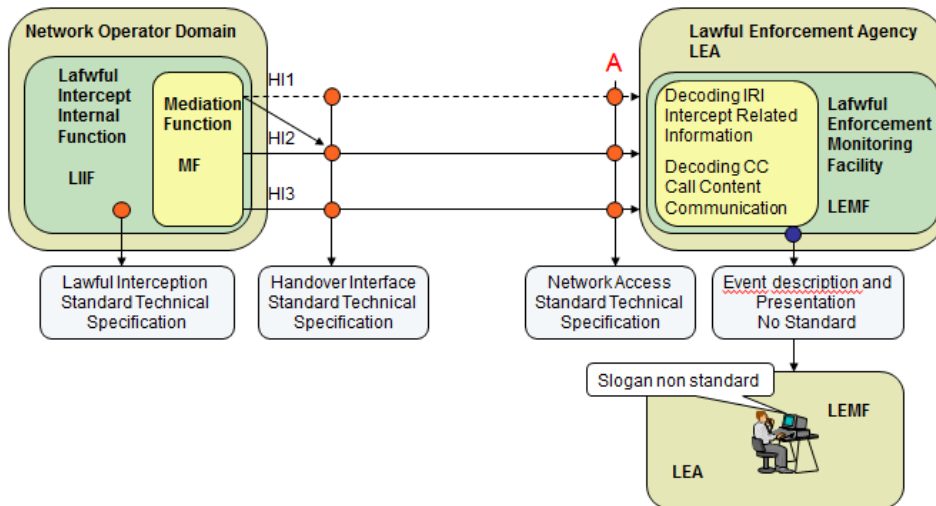 Network Operator Domain
Lafwful
Intercept
Internal
Function
LIIF
Mediation
Function
MF
HI1
HI2
HI3
A
Lawful Enforcement Agency
LEA
Decoding IRI
Intercept Related
Information
Decoding CC
Call Content
Communication
Lafwful
Enforcement
Monitoring
Facility
LEMF
Lawful Interception
Standard Technical
Specification
Handover Interface
Standard Technical
Specification
Network Access
Standard Technical
Specification
Event description and
Presentation
No Standard
Slogan non standard
LEMF
LEA